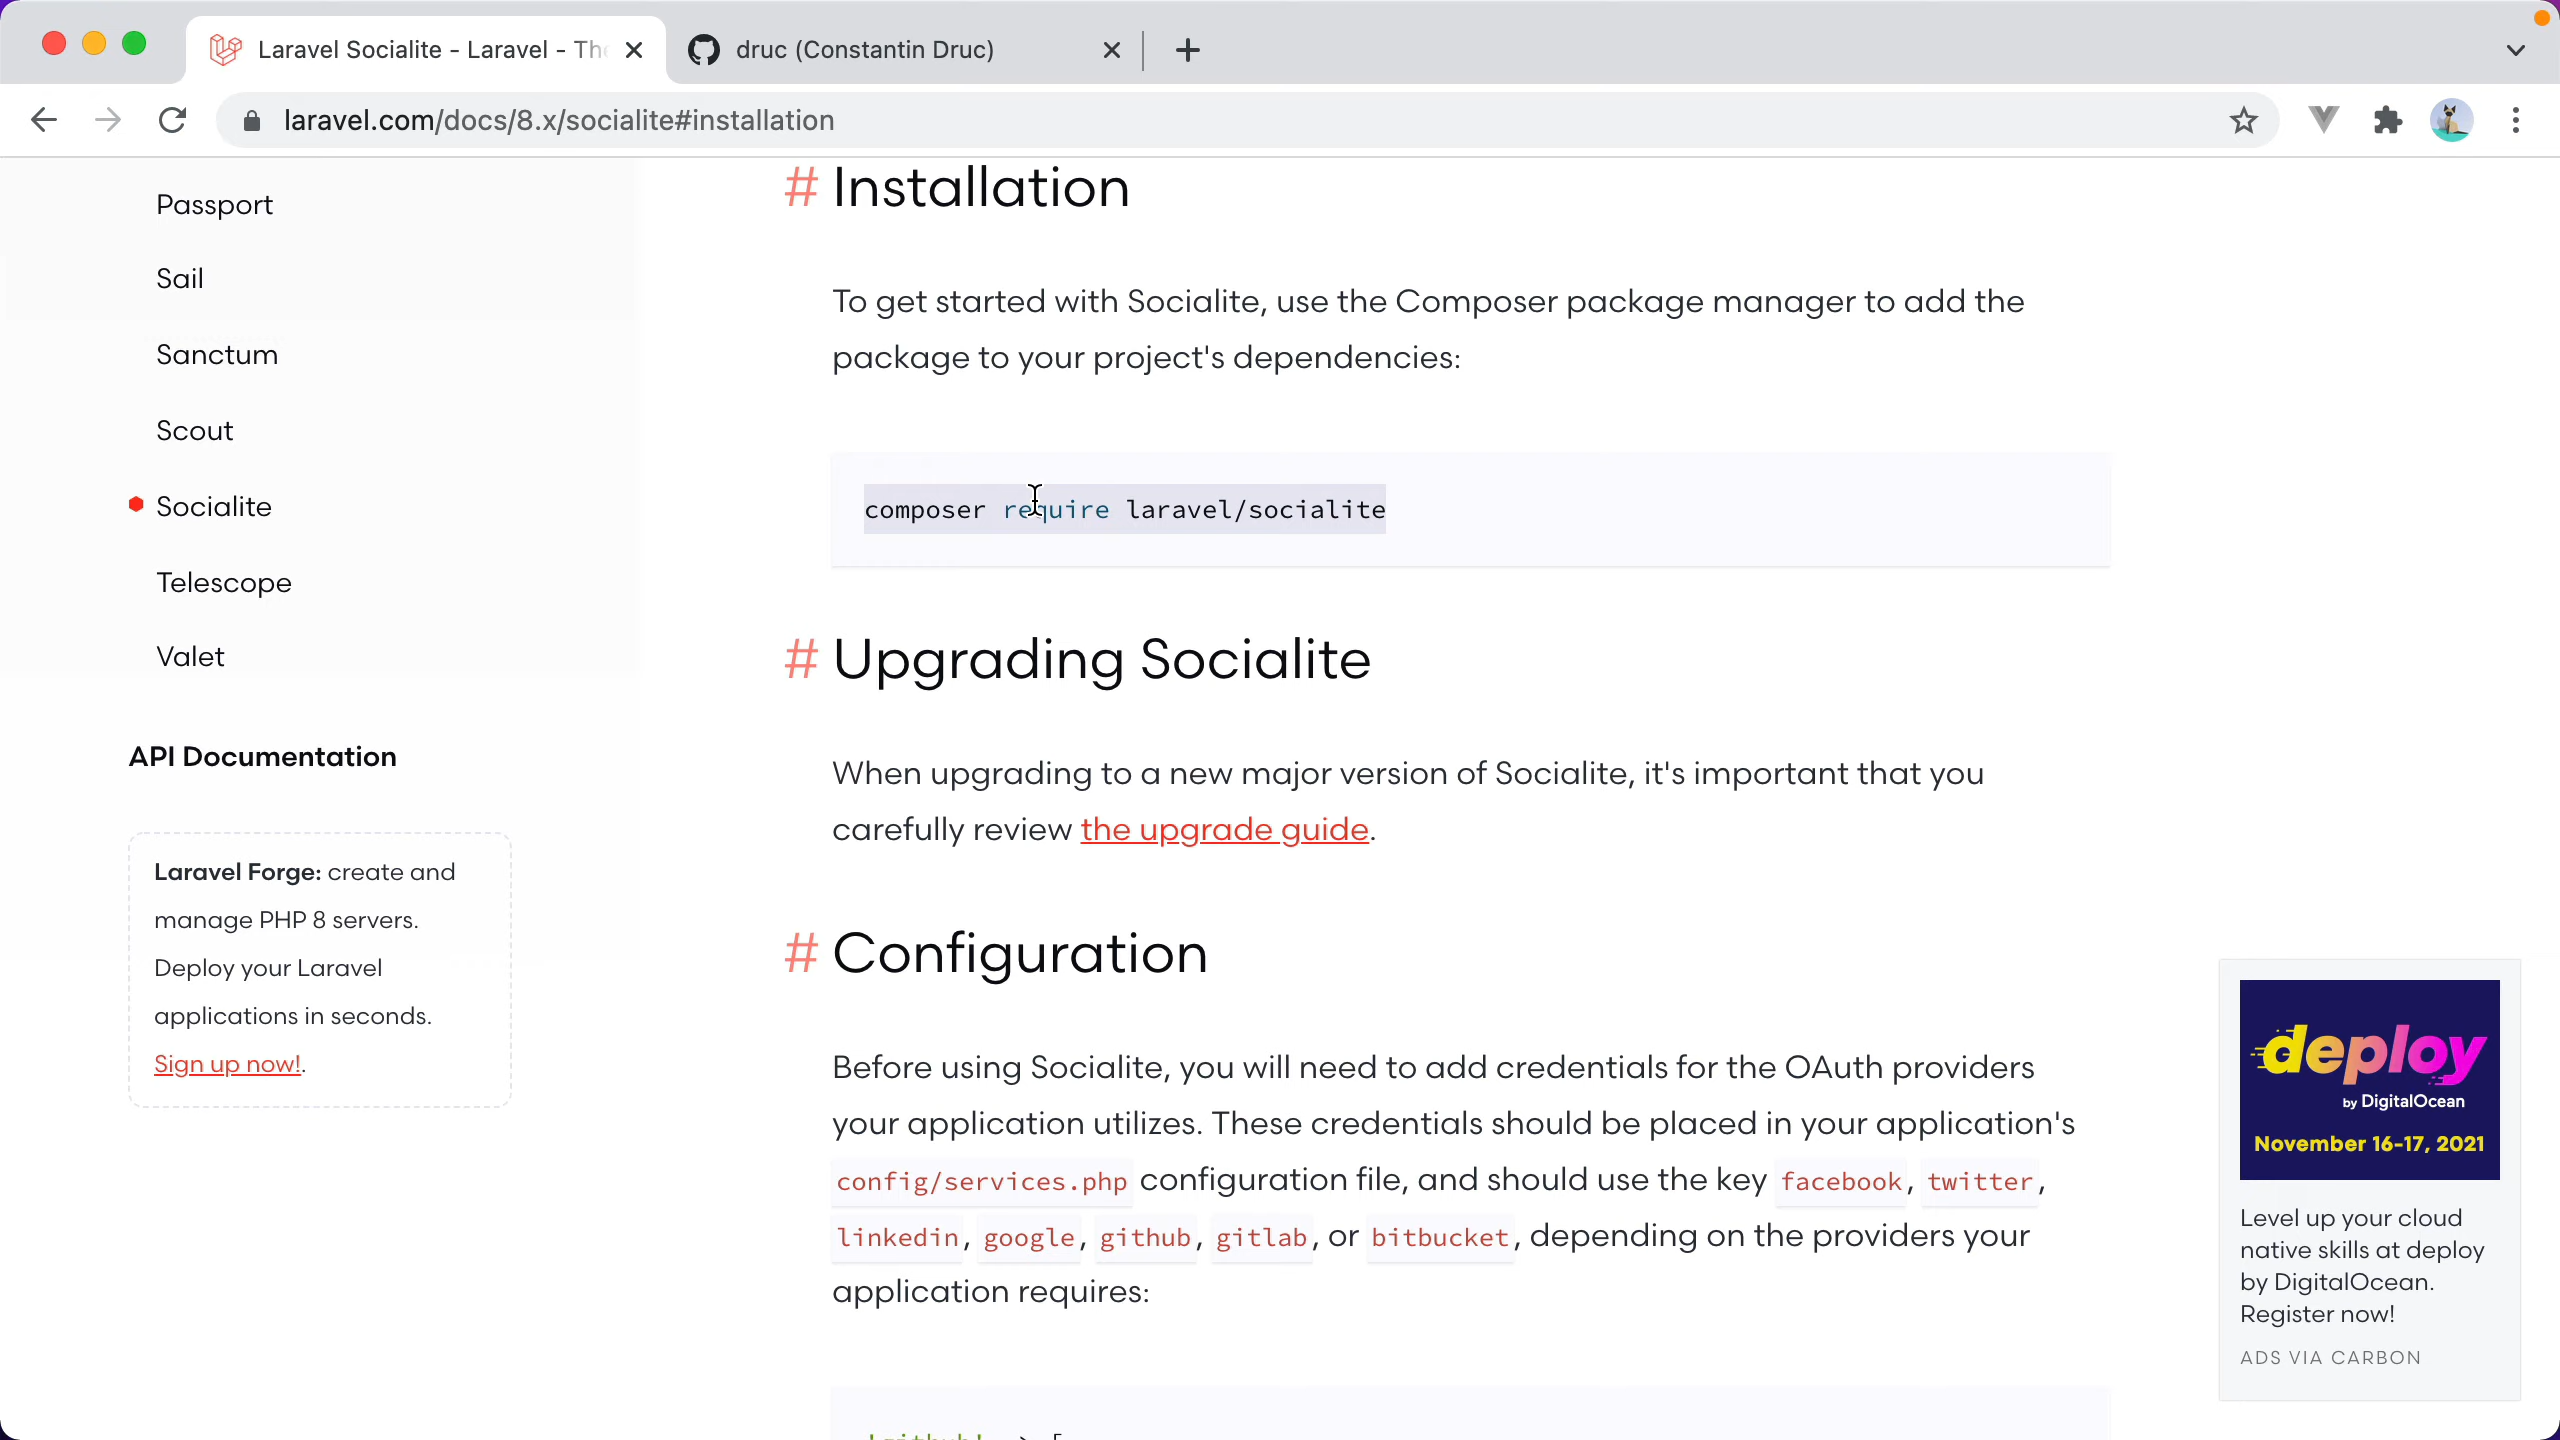 Laravel Socialite - Laravel - The
druc (Constantin Druc)
laravel.com/docs/8.x/socialite#installation
Passport
Sail
Sanctum
Scout
Socialite
Telescope
Valet
API Documentation
Laravel Forge: create and
manage PHP 8 servers.
Deploy your Laravel
applications in seconds.
Sign up now!.
# Installation
To get started with Socialite, use the Composer package manager to add the
package to your project's dependencies:
composer require laravel/socialite
# Upgrading Socialite
When upgrading to a new major version of Socialite, it's important that you
carefully review the upgrade guide.
# Configuration
Before using Socialite, you will need to add credentials for the OAuth providers
your application utilizes. These credentials should be placed in your application's
config/services.php configuration file, and should use the key facebook, twitter,
linkedin, google, github, gitlab, or bitbucket, depending on the providers your
application requires:
deploy
by DigitalOcean
November 16-17, 2021
Level up your cloud
native skills at deploy
by DigitalOcean.
Register now!
ADS VIA CARBON